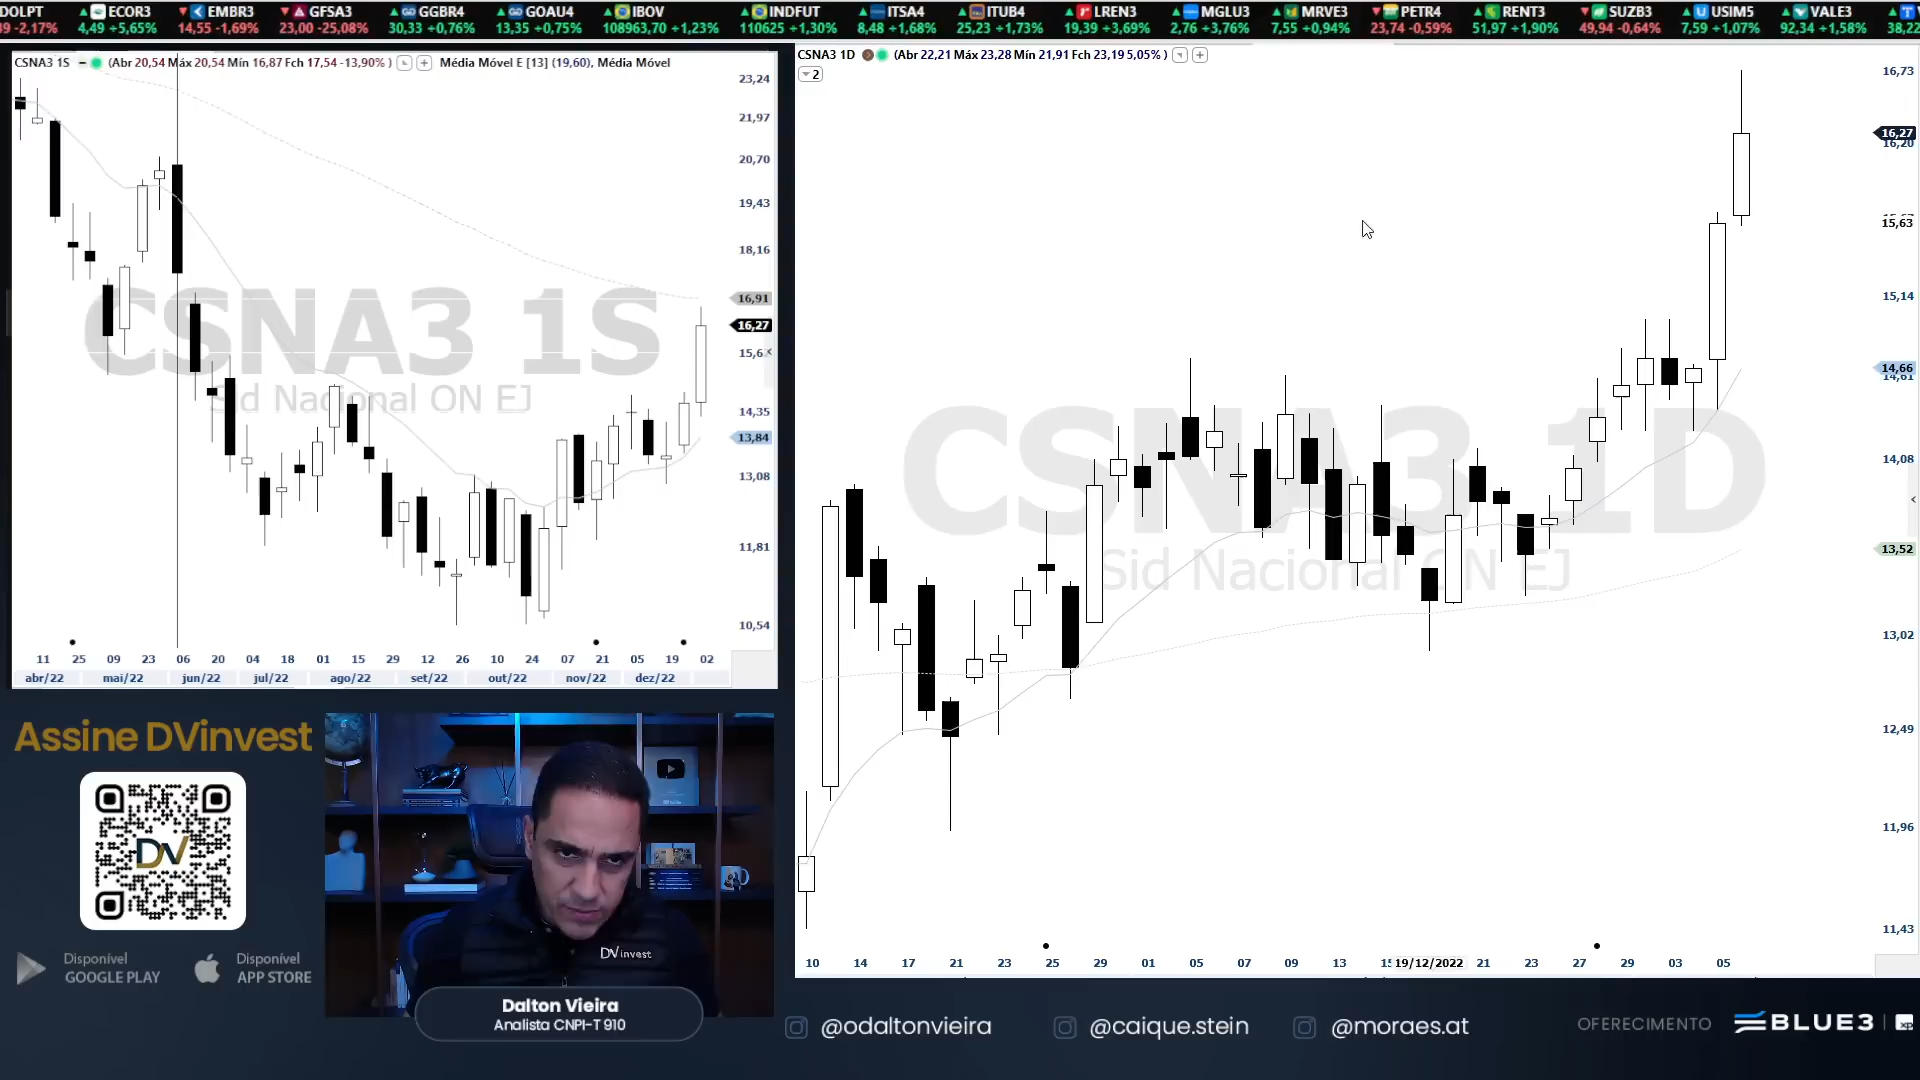 DOLPT ECOR3 EMBR3 GFSA3 GGBR4 GOAU4 IBOV INDFUT ITSA4 ITUB4 LREN3 MGLU3 MRVE3 PETR4 RENT3 SUZB3 USIM5 VALE3
49 -2,17% 4,49 +5,65% 14,55 -1,69% 23,00 -25,08% 30,33 +0,76% 13,35 +0,75% 108963,70 +1,23% 110625 +1,30% 8,48 +1,68% 25,23 +1,73% 19,39 +3,69% 2,76 +3,76% 7,55 +0,94% 23,74 -0,59% 51,97 +1,90% 49,94 -0,64% 7,59 +1,07% 92,34 +1,58% 38,22
CSNA3 1S (Abr 20,54 Máx 20,54 Mín 16,87 Fch 17,54 -13,90% ) Média Móvel E [13] (19,60), Média Móvel
23,24
21,97
20,70
19,43
18,16
16,91
16,27
14,35
13,84
13,08
11,81
10,54
CSNA3 1S
Sid Nacional ON EJ
11 25 09 23 06 20 04 18 01 15 29 12 26 10 24 07 21 05 19 02
abr/22 mai/22 jun/22 jul/22 ago/22 set/22 out/22 nov/22 dez/22
CSNA3 1D (Abr 22,21 Máx 23,28 Mín 21,91 Fch 23,19 5,05% )
2
16,73
16,27
16,20
15,63
15,14
14,66
14,08
13,52
13,02
12,49
11,96
11,43
CSNA3 1D
Sid Nacional ON EJ
10 14 17 21 23 25 29 01 05 07 09 13 15 19/12/2022 21 23 27 29 03 05
Assine DVinvest
DV
Disponível
GOOGLE PLAY
Disponível
APP STORE
DVinvest
Dalton Vieira
Analista CNPI-T 910
@odaltonvieira
@caique.stein
@moraes.at
OFERECIMENTO
BLUE3
xp